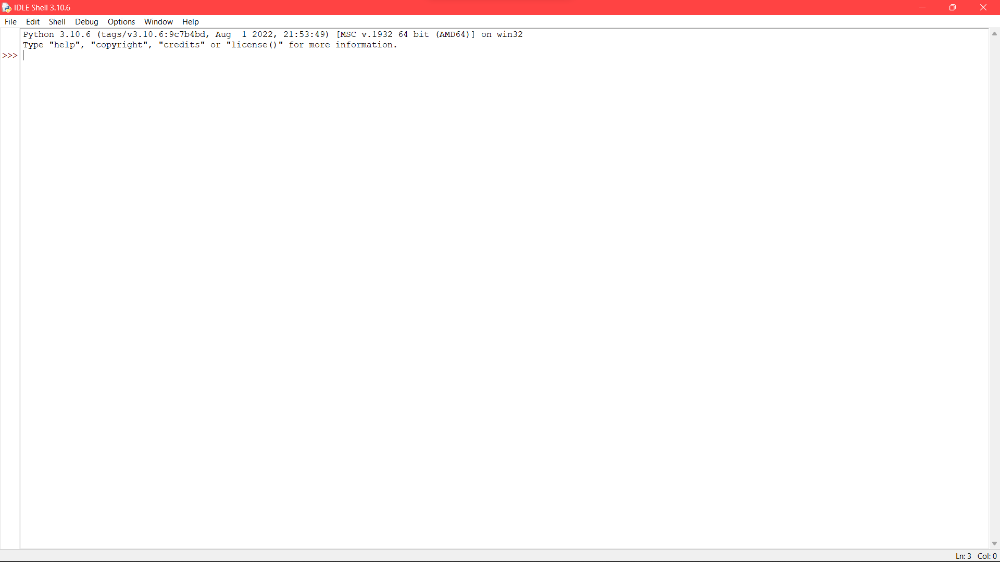 IDLE Shell 3.10.6
File Edit Shell Debug Options Window Help
Python 3.10.6 (tags/v3.10.6:9c7b4bd, Aug  1 2022, 21:53:49) [MSC v.1932 64 bit (AMD64)] on win32
Type "help", "copyright", "credits" or "license()" for more information.
>>>
Ln: 3 Col: 0